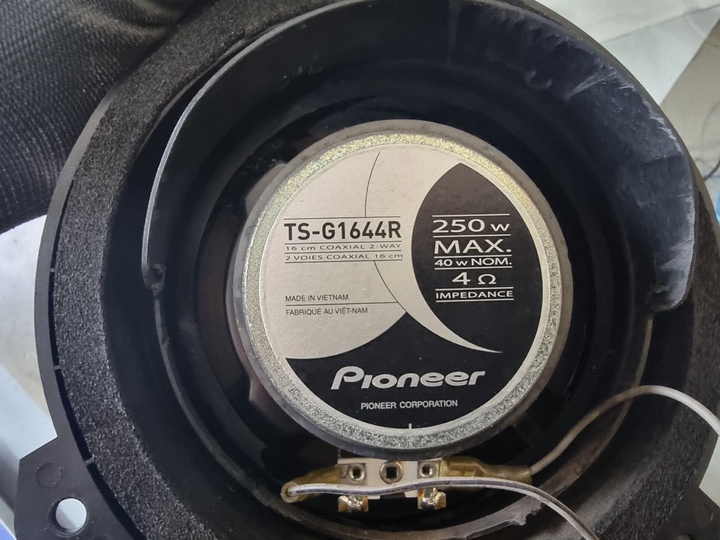 TS-G1644R
16 cm COAXIAL 2-WAY
2 VOIES COAXIAL 16 cm
MADE IN VIETNAM
FABRIQUÉ AU VIÊT-NAM
250 W
MAX.
40 W NOM.
4 Ω
IMPEDANCE
Pioneer
PIONEER CORPORATION